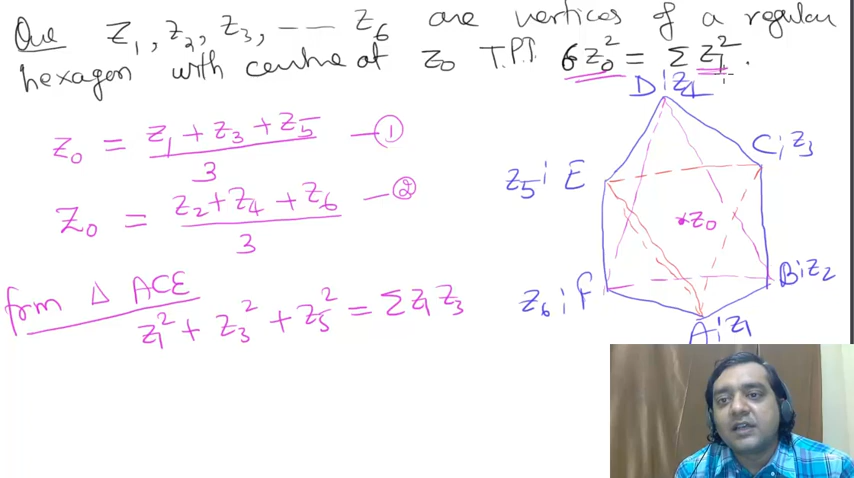 Que Z1, Z2, Z3, ---- Z6 are vertices of a regular
hexagon with centre at Z0 T.P.T 6Z0² = Σ Z1².
Z0 = (Z1 + Z3 + Z5)/3 — ①
Z0 = (Z2 + Z4 + Z6)/3 — ②
from Δ ACE
Z1² + Z3² + Z5² = Σ Z1 Z3
D; Z4
C; Z3
Z5; E
Z0
B; Z2
Z6; F
A; Z1